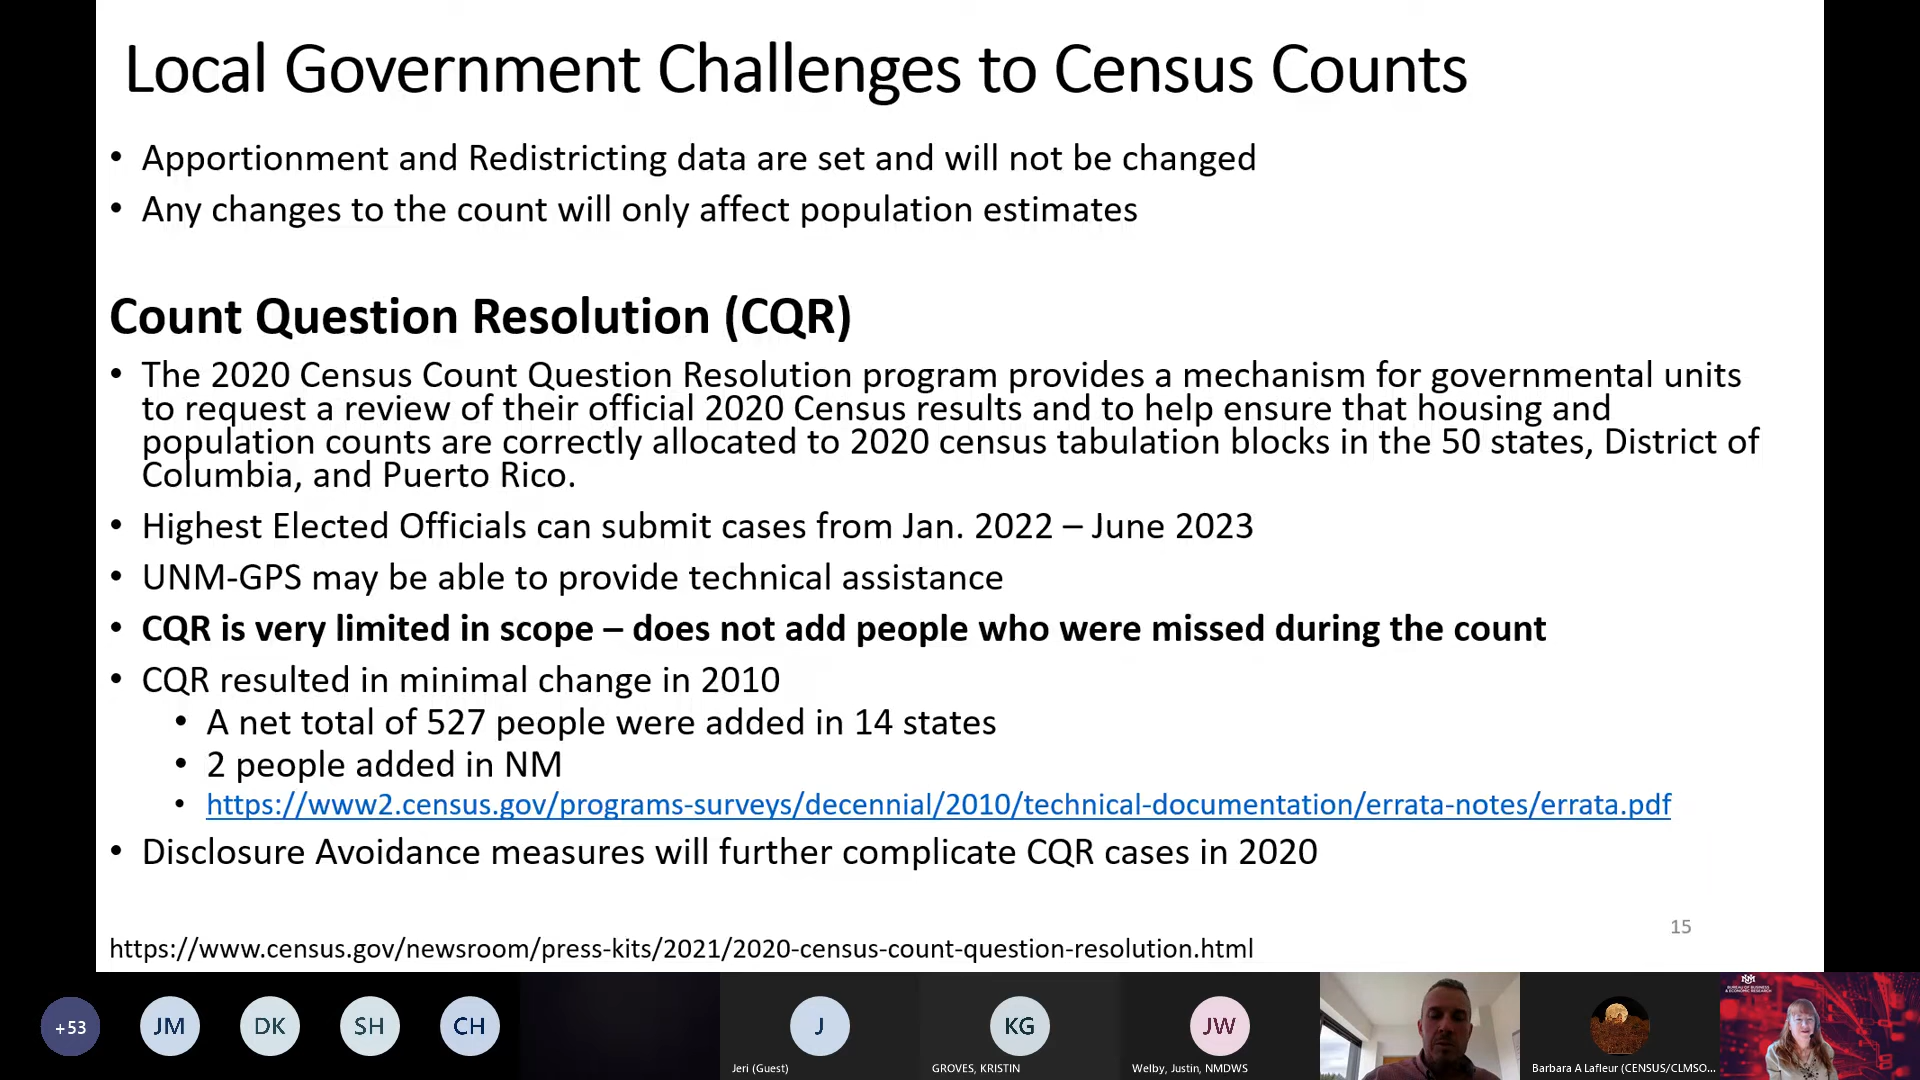 Local Government Challenges to Census Counts
• Apportionment and Redistricting data are set and will not be changed
• Any changes to the count will only affect population estimates
Count Question Resolution (CQR)
• The 2020 Census Count Question Resolution program provides a mechanism for governmental units
to request a review of their official 2020 Census results and to help ensure that housing and
population counts are correctly allocated to 2020 census tabulation blocks in the 50 states, District of
Columbia, and Puerto Rico.
• Highest Elected Officials can submit cases from Jan. 2022 – June 2023
• UNM-GPS may be able to provide technical assistance
• CQR is very limited in scope – does not add people who were missed during the count
• CQR resulted in minimal change in 2010
• A net total of 527 people were added in 14 states
• 2 people added in NM
• https://www2.census.gov/programs-surveys/decennial/2010/technical-documentation/errata-notes/errata.pdf
• Disclosure Avoidance measures will further complicate CQR cases in 2020
15
https://www.census.gov/newsroom/press-kits/2021/2020-census-count-question-resolution.html
+53
JM
DK
SH
CH
J
KG
JW
Jeri (Guest)
GROVES, KRISTIN
Welby, Justin, NMDWS
Barbara A Lafleur (CENSUS/CLMSO...
BUREAU OF BUSINESS
& ECONOMIC RESEARCH